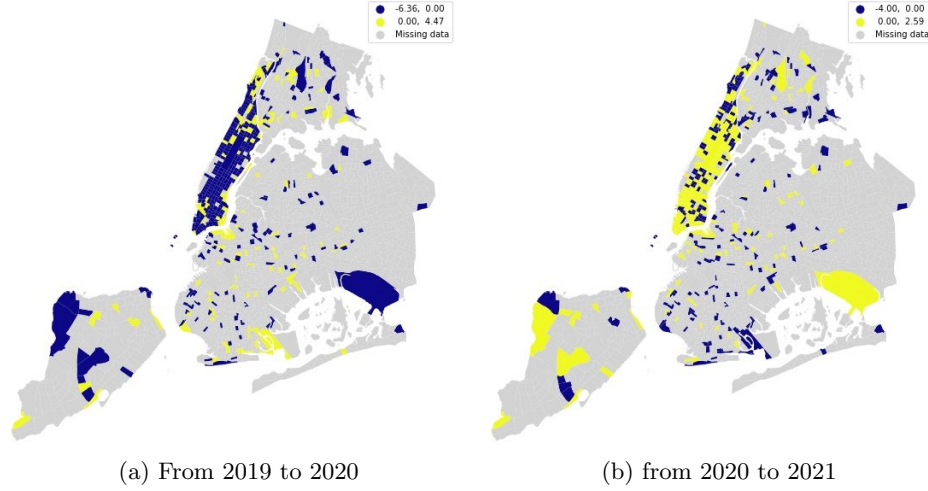 -6.36, 0.00
0.00, 4.47
Missing data
-4.00, 0.00
0.00, 2.59
Missing data
(a) From 2019 to 2020
(b) from 2020 to 2021